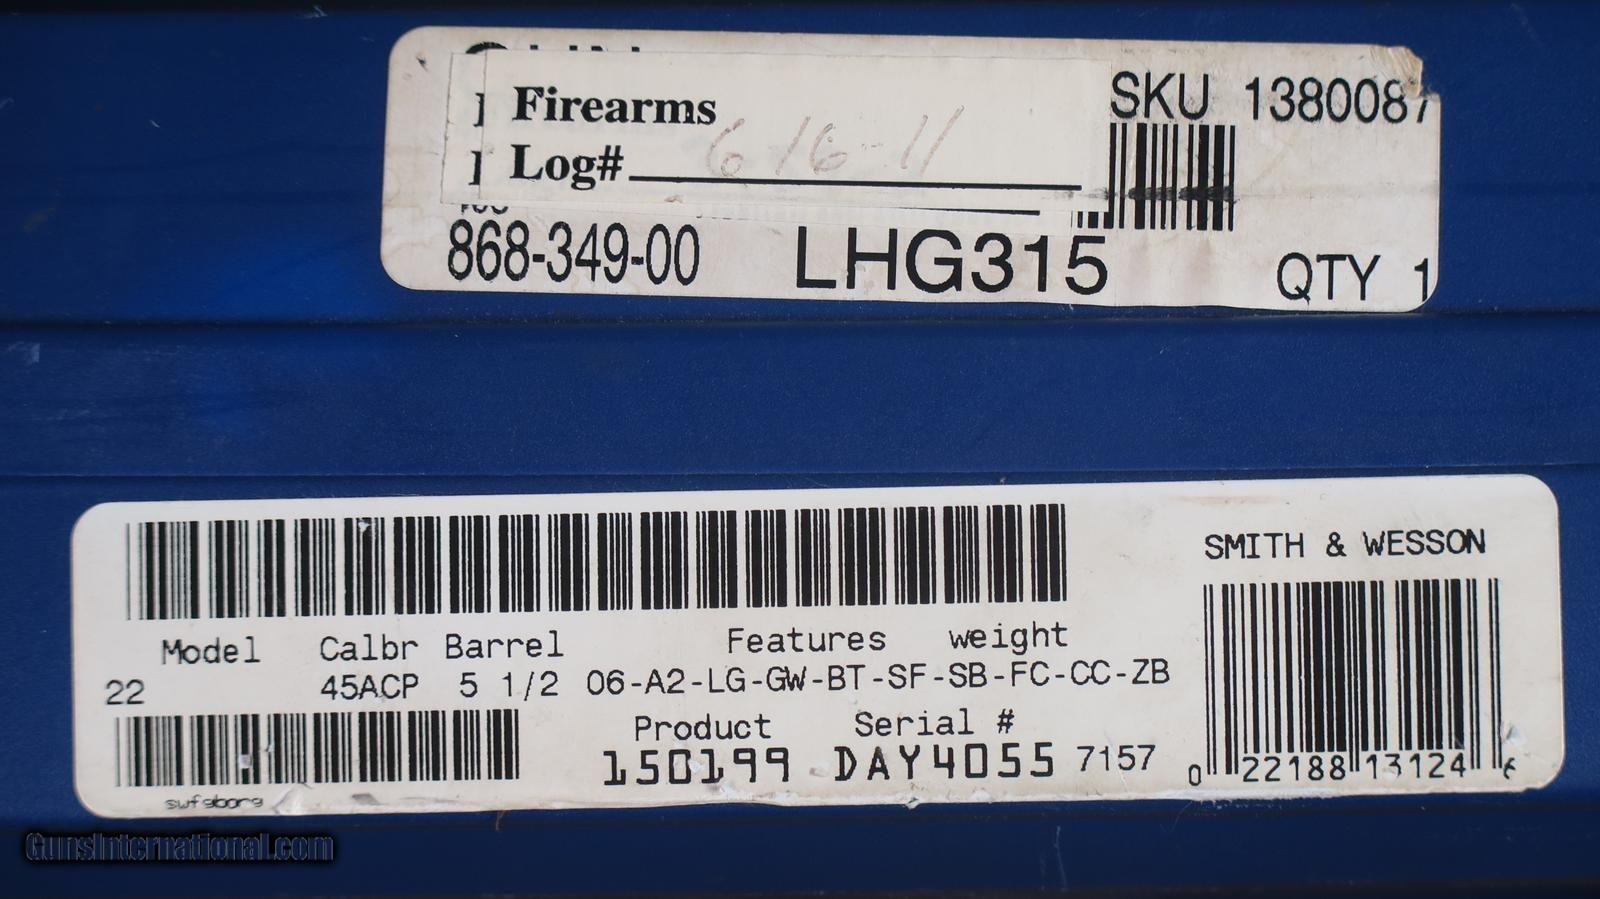 Firearms
SKU 1380087
Log# 616-11
868-349-00 LHG315 QTY 1
SMITH & WESSON
Model Calbr Barrel Features weight
22 45ACP 5 1/2 06-A2-LG-GW-BT-SF-SB-FC-CC-ZB
Product Serial #
150199 DAY4055 7157
0 22188 13124 6
swfgborg
GunsInternational.com